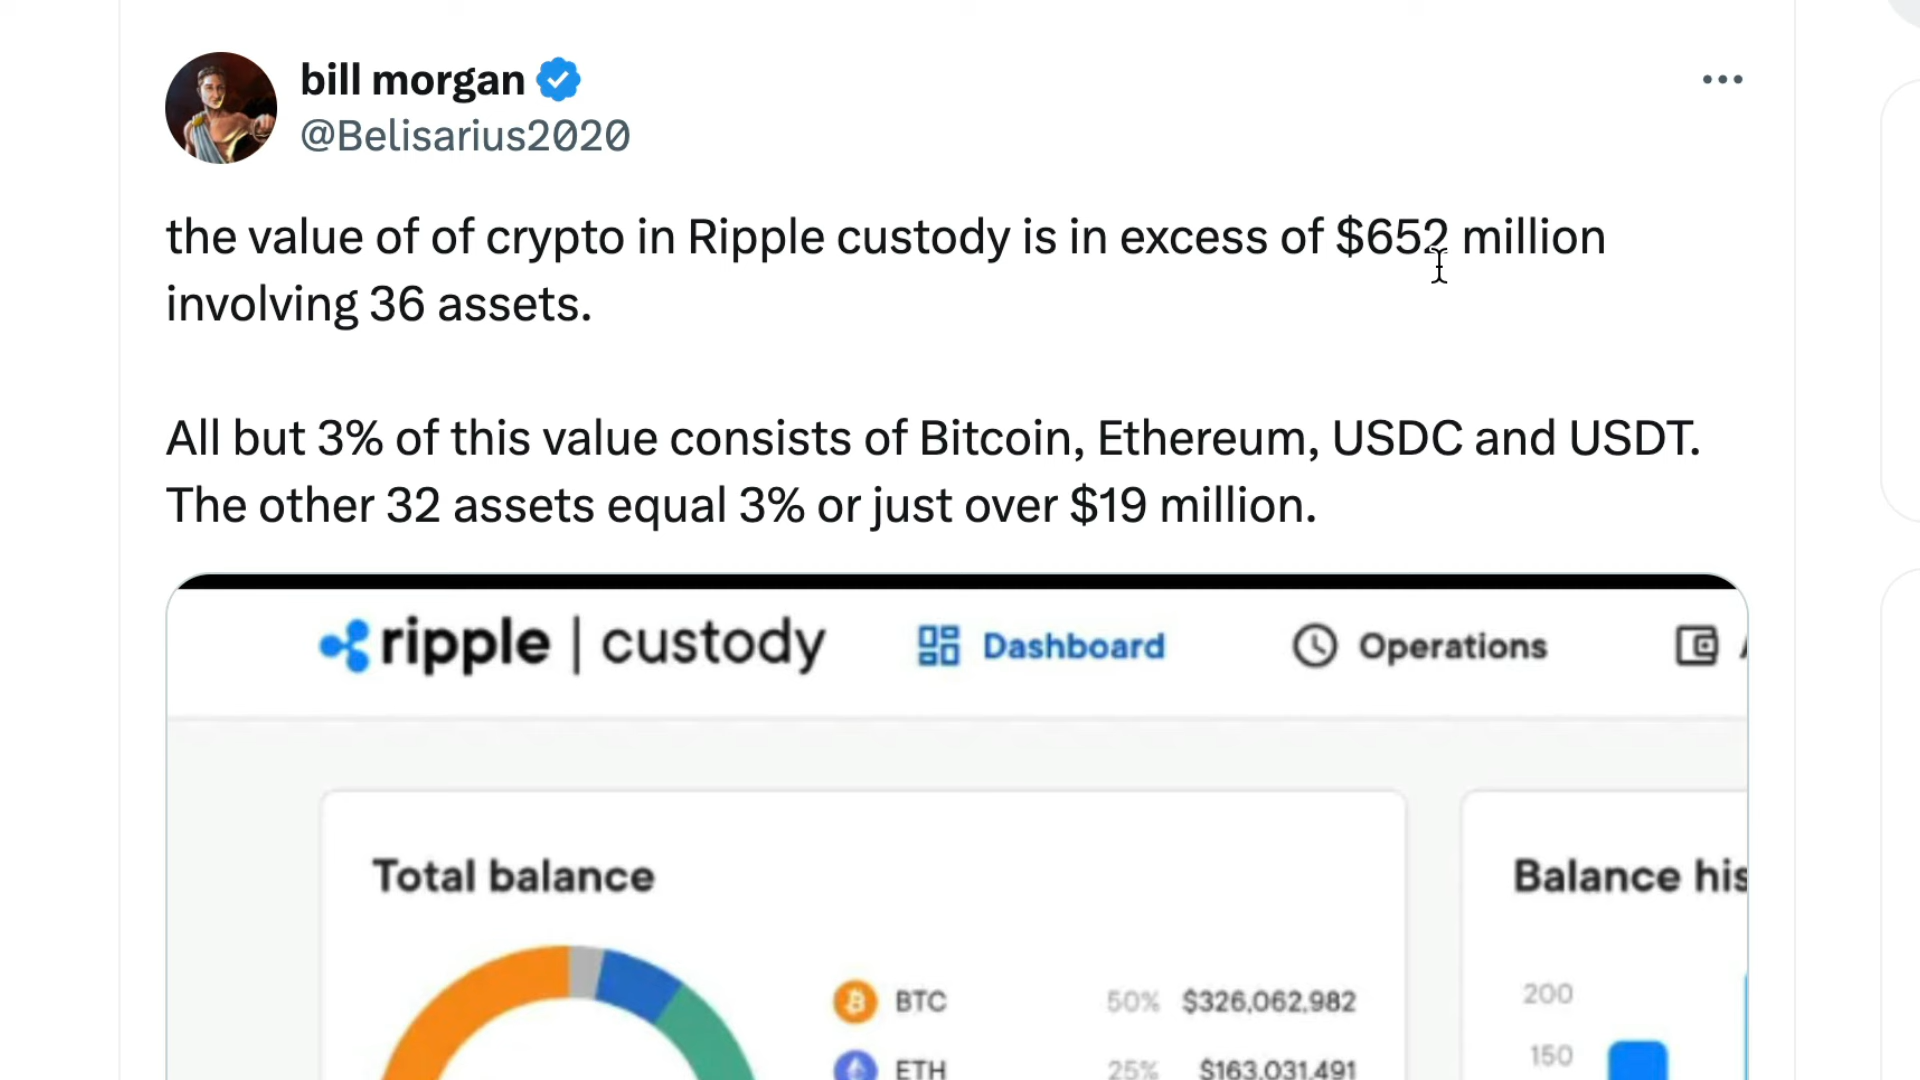 bill morgan
@Belisarius2020
the value of of crypto in Ripple custody is in excess of $652 million
involving 36 assets.
All but 3% of this value consists of Bitcoin, Ethereum, USDC and USDT.
The other 32 assets equal 3% or just over $19 million.
ripple | custody
Dashboard
Operations
Total balance
BTC 50% $326,062,982
ETH 25% $163,031,491
Balance his
200
150